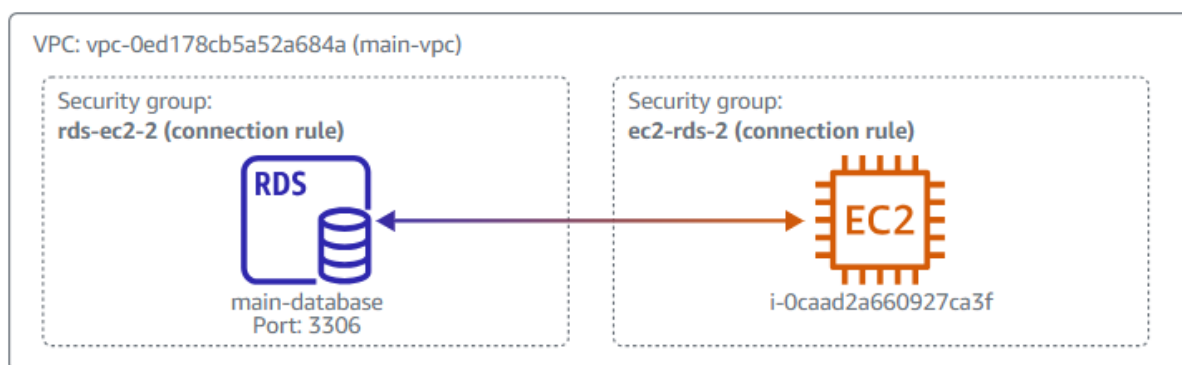 VPC: vpc-0ed178cb5a52a684a (main-vpc)
Security group:
rds-ec2-2 (connection rule)
RDS
main-database
Port: 3306
Security group:
ec2-rds-2 (connection rule)
EC2
i-0caad2a660927ca3f